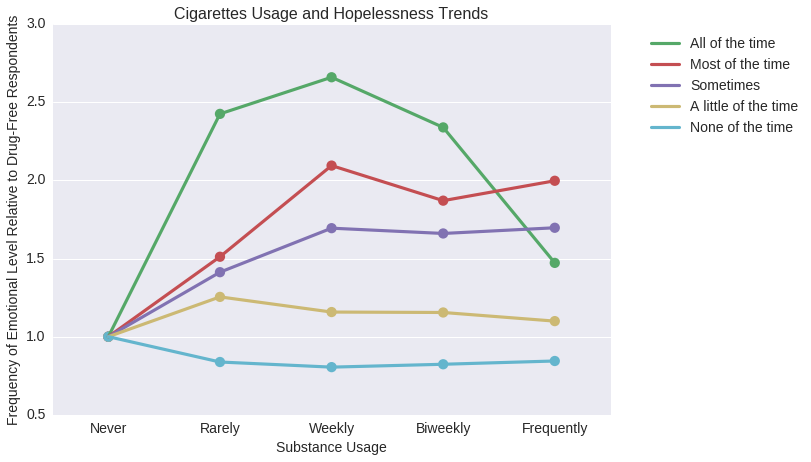 Cigarettes Usage and Hopelessness Trends
Frequency of Emotional Level Relative to Drug-Free Respondents
3.0
2.5
2.0
1.5
1.0
0.5
Never
Rarely
Weekly
Biweekly
Frequently
Substance Usage
All of the time
Most of the time
Sometimes
A little of the time
None of the time